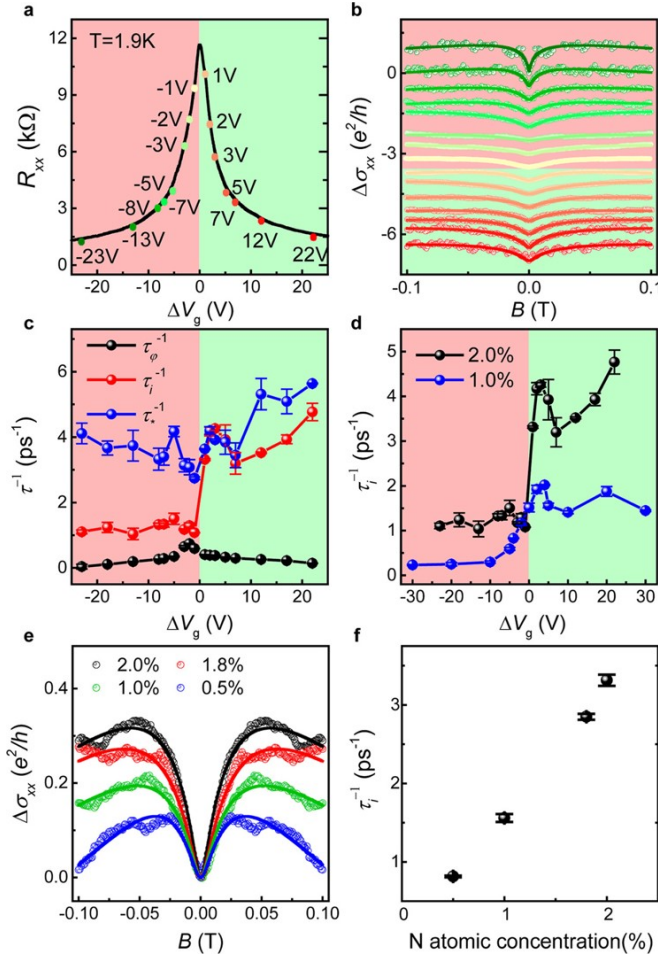 a
T=1.9K
12
9
6
3
0
-1V
-2V
-3V
-5V
-8V
-7V
-13V
-23V
1V
2V
3V
5V
7V
12V
22V
Rxx (kΩ)
-20 -10 0 10 20
ΔVg (V)
b
0
-3
-6
Δσxx (e²/h)
-0.1 0.0 0.1
B (T)
c
τφ⁻¹
τi⁻¹
τ*⁻¹
6
4
2
0
τ⁻¹ (ps⁻¹)
-20 -10 0 10 20
ΔVg (V)
d
2.0%
1.0%
5
4
3
2
1
0
τi⁻¹ (ps⁻¹)
-30 -20 -10 0 10 20 30
ΔVg (V)
e
2.0% 1.8%
1.0% 0.5%
0.4
0.2
0.0
Δσxx (e²/h)
-0.10 -0.05 0.00 0.05 0.10
B (T)
f
3
2
1
τi⁻¹ (ps⁻¹)
0 1 2
N atomic concentration(%)